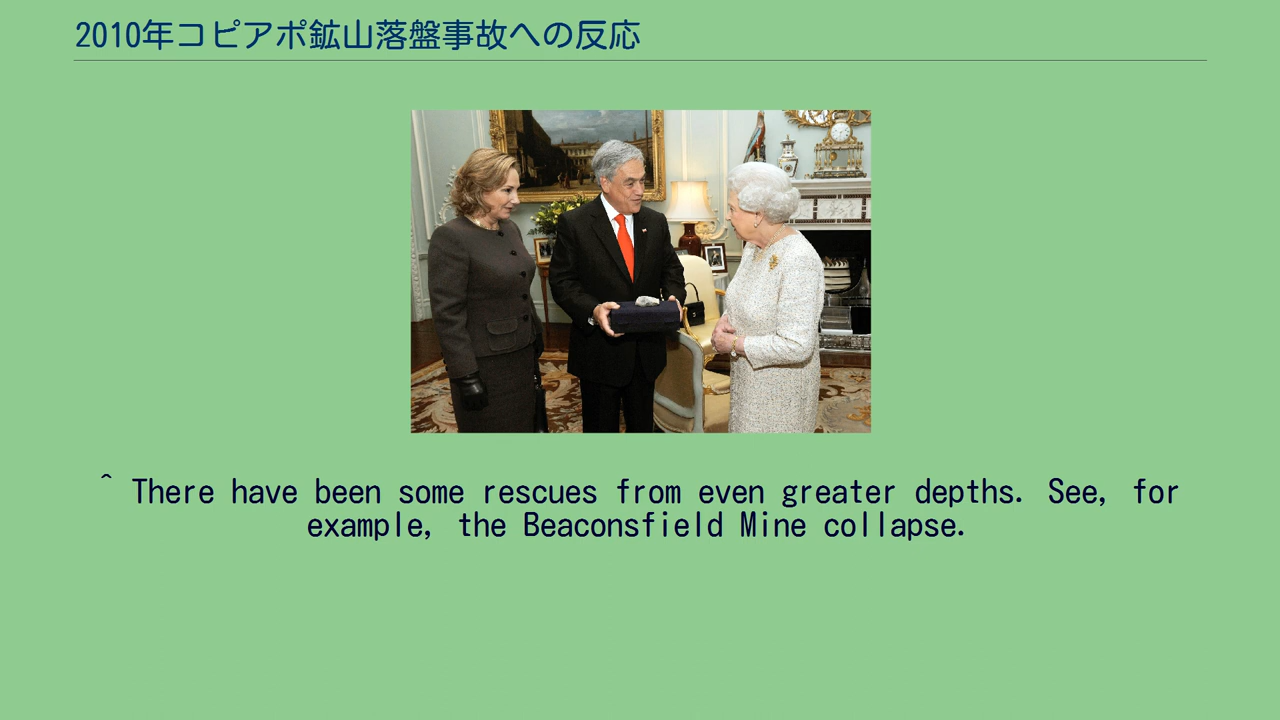 2010年コピアポ鉱山落盤事故への反応
^ There have been some rescues from even greater depths. See, for
example, the Beaconsfield Mine collapse.